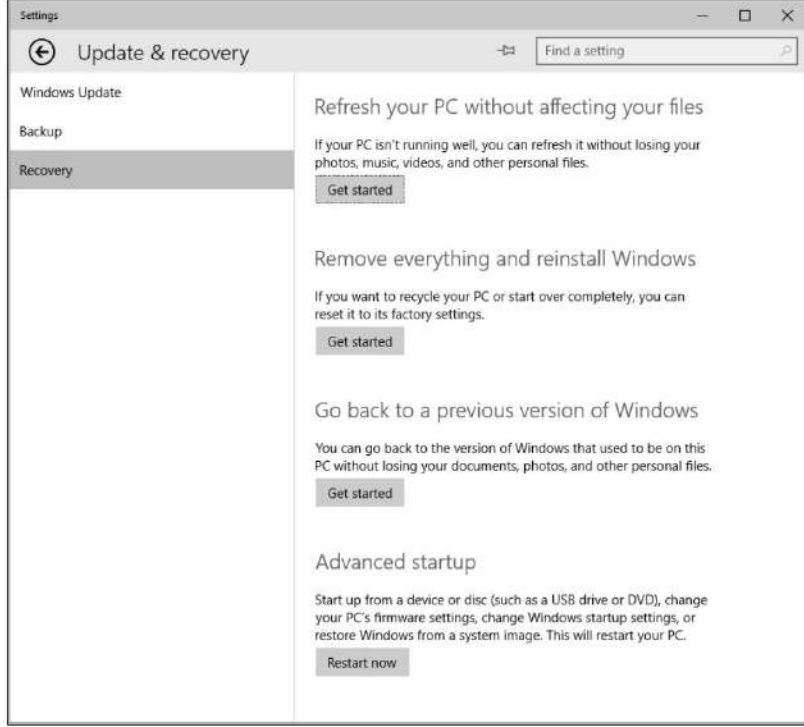 Settings
Update & recovery
Find a setting
Windows Update
Backup
Recovery
Refresh your PC without affecting your files
If your PC isn't running well, you can refresh it without losing your
photos, music, videos, and other personal files.
Get started
Remove everything and reinstall Windows
If you want to recycle your PC or start over completely, you can
reset it to its factory settings.
Get started
Go back to a previous version of Windows
You can go back to the version of Windows that used to be on this
PC without losing your documents, photos, and other personal files.
Get started
Advanced startup
Start up from a device or disc (such as a USB drive or DVD), change
your PC's firmware settings, change Windows startup settings, or
restore Windows from a system image. This will restart your PC.
Restart now